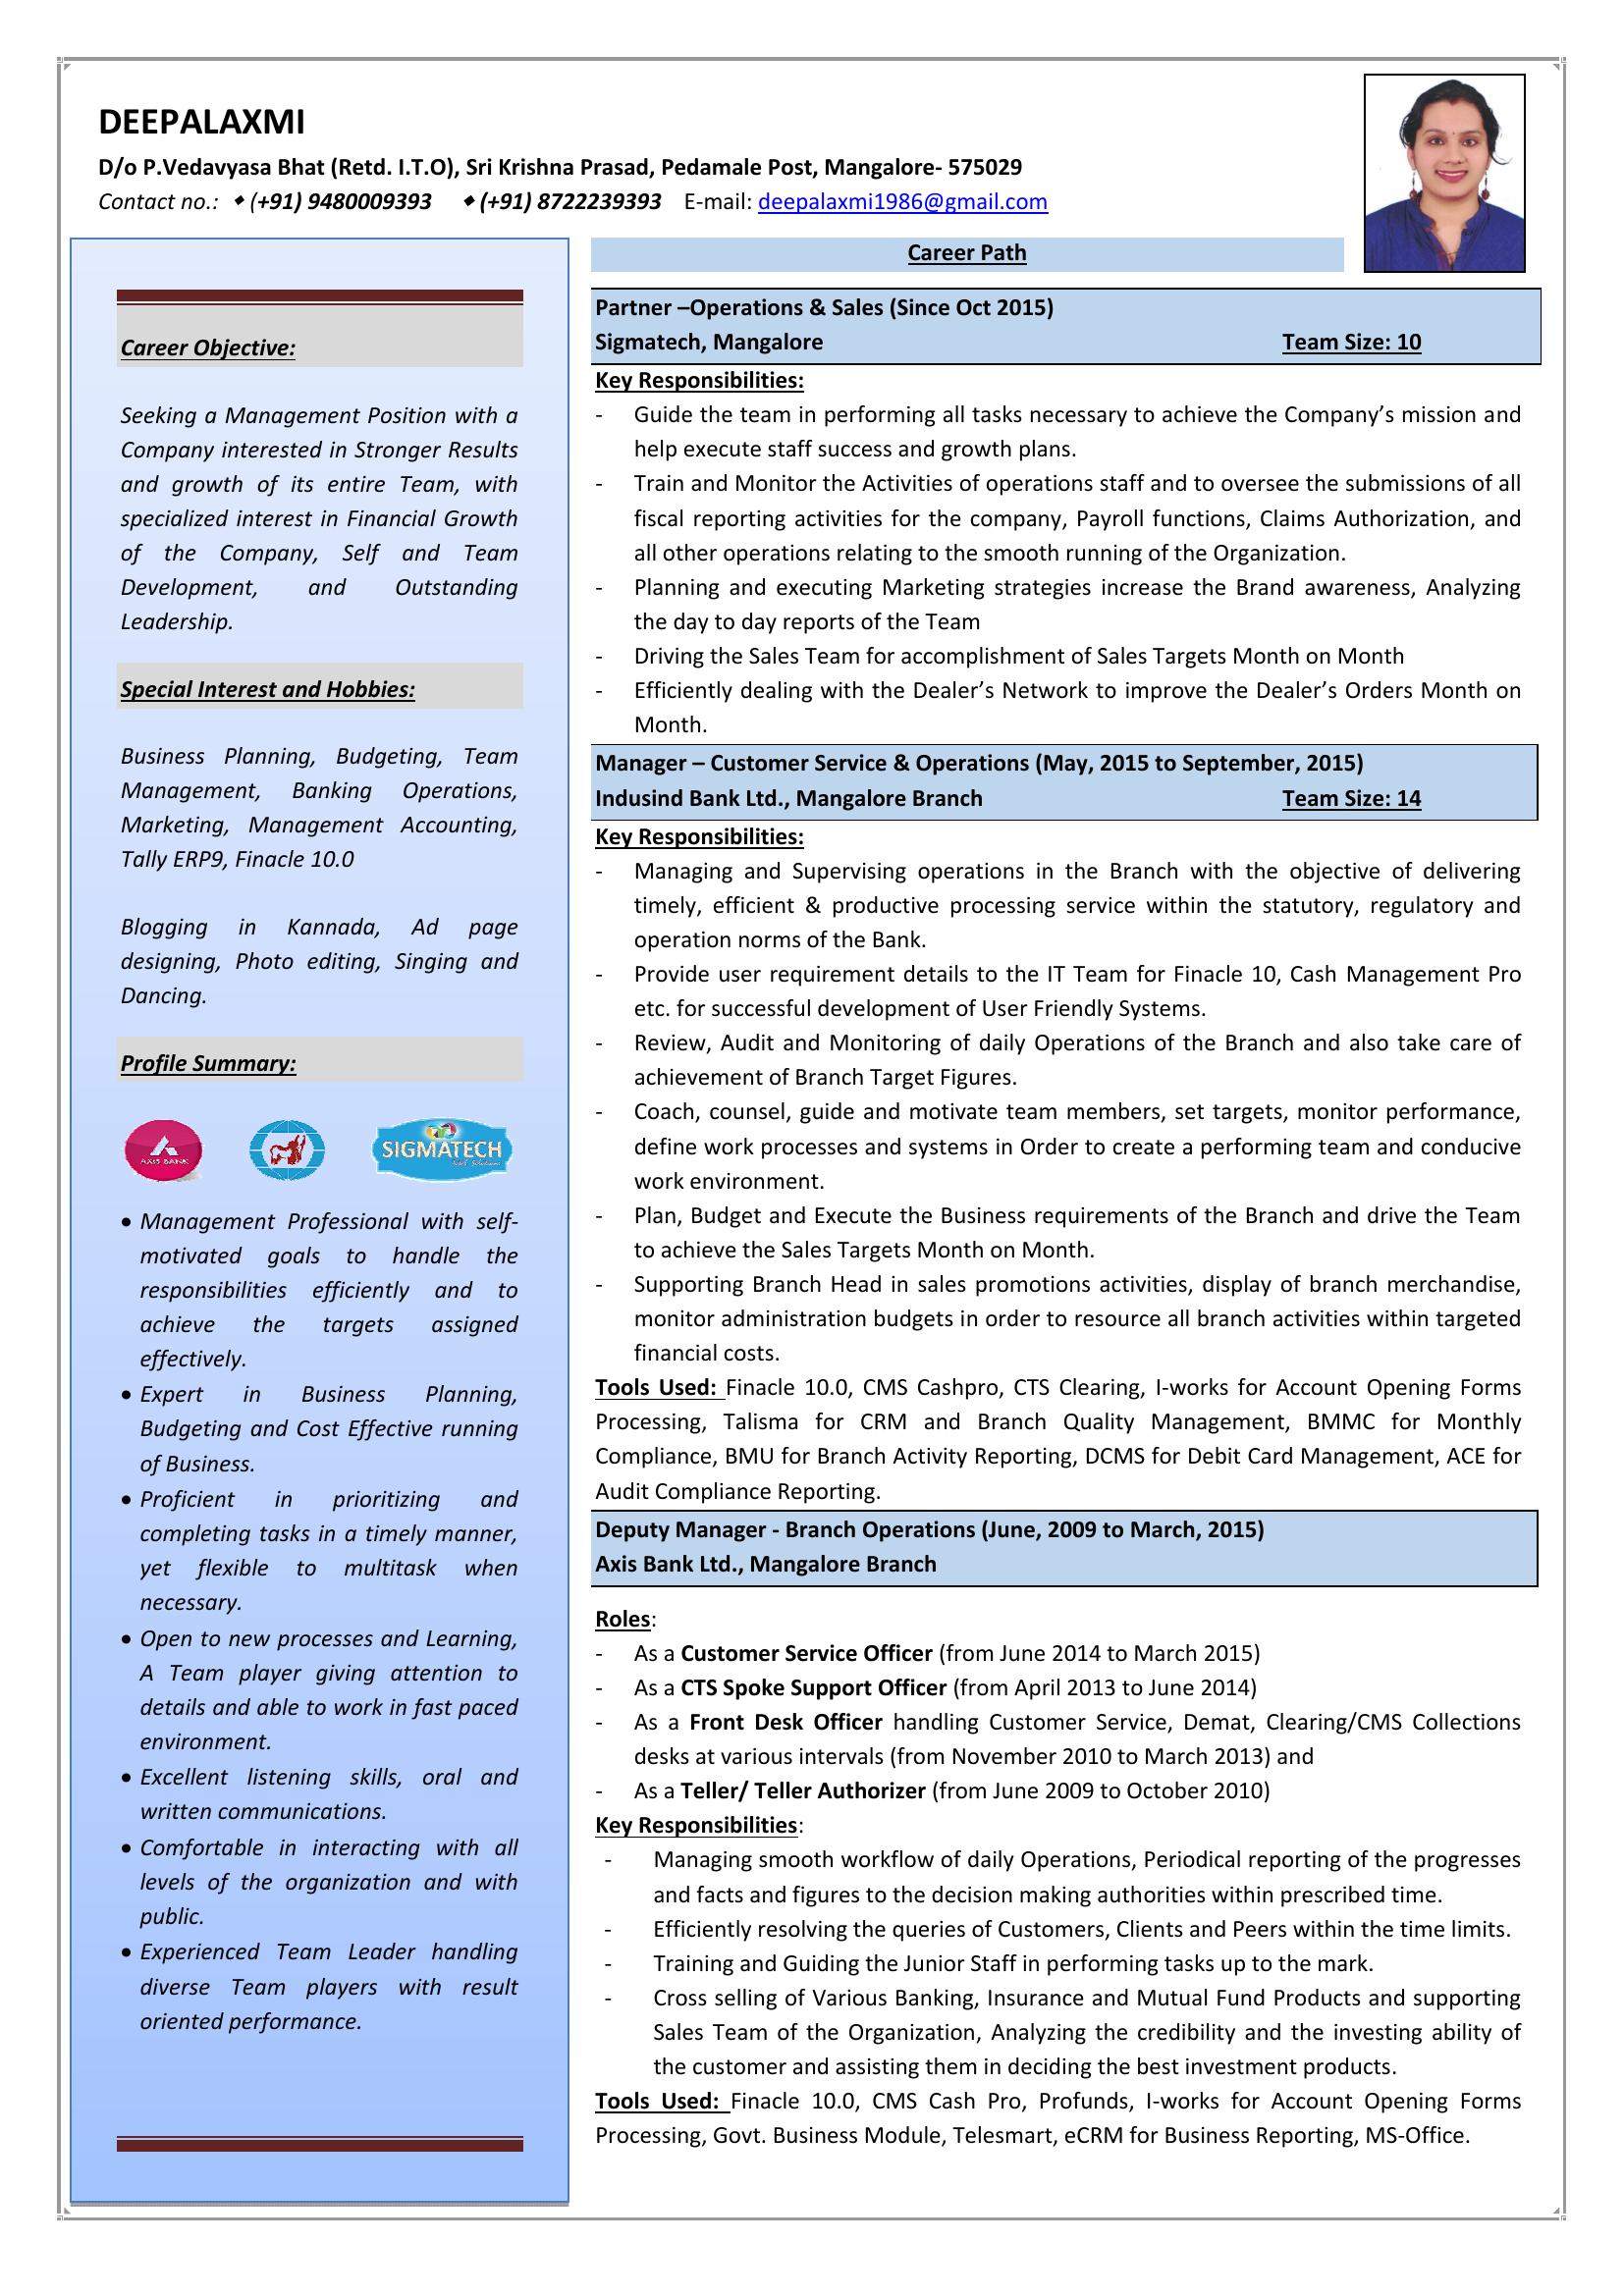 DEEPALAXMI
D/o P.Vedavyasa Bhat (Retd. I.T.O), Sri Krishna Prasad, Pedamale Post, Mangalore- 575029
Contact no.: ⬥ (+91) 9480009393 ⬥ (+91) 8722239393 E-mail: deepalaxmi1986@gmail.com
Career Objective:
Seeking a Management Position with a
Company interested in Stronger Results
and growth of its entire Team, with
specialized interest in Financial Growth
of the Company, Self and Team
Development, and Outstanding
Leadership.
Special Interest and Hobbies:
Business Planning, Budgeting, Team
Management, Banking Operations,
Marketing, Management Accounting,
Tally ERP9, Finacle 10.0
Blogging in Kannada, Ad page
designing, Photo editing, Singing and
Dancing.
Profile Summary:
AXIS BANK
SIGMATECH
• Management Professional with self-
motivated goals to handle the
responsibilities efficiently and to
achieve the targets assigned
effectively.
• Expert in Business Planning,
Budgeting and Cost Effective running
of Business.
• Proficient in prioritizing and
completing tasks in a timely manner,
yet flexible to multitask when
necessary.
• Open to new processes and Learning,
A Team player giving attention to
details and able to work in fast paced
environment.
• Excellent listening skills, oral and
written communications.
• Comfortable in interacting with all
levels of the organization and with
public.
• Experienced Team Leader handling
diverse Team players with result
oriented performance.
Career Path
Partner –Operations & Sales (Since Oct 2015)
Sigmatech, Mangalore Team Size: 10
Key Responsibilities:
- Guide the team in performing all tasks necessary to achieve the Company’s mission and
help execute staff success and growth plans.
- Train and Monitor the Activities of operations staff and to oversee the submissions of all
fiscal reporting activities for the company, Payroll functions, Claims Authorization, and
all other operations relating to the smooth running of the Organization.
- Planning and executing Marketing strategies increase the Brand awareness, Analyzing
the day to day reports of the Team
- Driving the Sales Team for accomplishment of Sales Targets Month on Month
- Efficiently dealing with the Dealer’s Network to improve the Dealer’s Orders Month on
Month.
Manager – Customer Service & Operations (May, 2015 to September, 2015)
Indusind Bank Ltd., Mangalore Branch Team Size: 14
Key Responsibilities:
- Managing and Supervising operations in the Branch with the objective of delivering
timely, efficient & productive processing service within the statutory, regulatory and
operation norms of the Bank.
- Provide user requirement details to the IT Team for Finacle 10, Cash Management Pro
etc. for successful development of User Friendly Systems.
- Review, Audit and Monitoring of daily Operations of the Branch and also take care of
achievement of Branch Target Figures.
- Coach, counsel, guide and motivate team members, set targets, monitor performance,
define work processes and systems in Order to create a performing team and conducive
work environment.
- Plan, Budget and Execute the Business requirements of the Branch and drive the Team
to achieve the Sales Targets Month on Month.
- Supporting Branch Head in sales promotions activities, display of branch merchandise,
monitor administration budgets in order to resource all branch activities within targeted
financial costs.
Tools Used: Finacle 10.0, CMS Cashpro, CTS Clearing, I-works for Account Opening Forms
Processing, Talisma for CRM and Branch Quality Management, BMMC for Monthly
Compliance, BMU for Branch Activity Reporting, DCMS for Debit Card Management, ACE for
Audit Compliance Reporting.
Deputy Manager - Branch Operations (June, 2009 to March, 2015)
Axis Bank Ltd., Mangalore Branch
Roles:
- As a Customer Service Officer (from June 2014 to March 2015)
- As a CTS Spoke Support Officer (from April 2013 to June 2014)
- As a Front Desk Officer handling Customer Service, Demat, Clearing/CMS Collections
desks at various intervals (from November 2010 to March 2013) and
- As a Teller/ Teller Authorizer (from June 2009 to October 2010)
Key Responsibilities:
- Managing smooth workflow of daily Operations, Periodical reporting of the progresses
and facts and figures to the decision making authorities within prescribed time.
- Efficiently resolving the queries of Customers, Clients and Peers within the time limits.
- Training and Guiding the Junior Staff in performing tasks up to the mark.
- Cross selling of Various Banking, Insurance and Mutual Fund Products and supporting
Sales Team of the Organization, Analyzing the credibility and the investing ability of
the customer and assisting them in deciding the best investment products.
Tools Used: Finacle 10.0, CMS Cash Pro, Profunds, I-works for Account Opening Forms
Processing, Govt. Business Module, Telesmart, eCRM for Business Reporting, MS-Office.